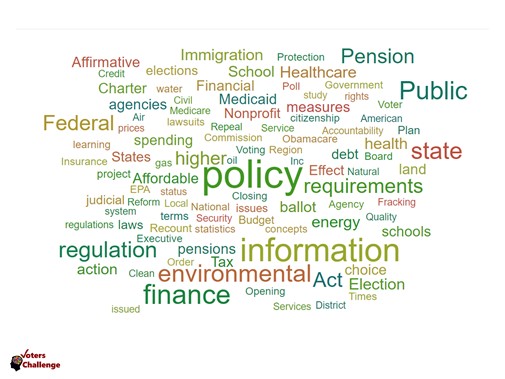 Immigration Protection Pension
Affirmative
Credit elections School Healthcare
Charter water Financial Poll Government Public
study rights
agencies Civil Medicaid measures Voter
Medicare Nonprofit citizenship American
Federal Air lawsuits Repeal Service Accountability Plan
prices Commission Obamacare
learning spending Voting Region debt Board health state
Insurance States gas higher oil Inc Effect Natural land
project Affordable policy requirements
EPA status Closing Fracking
judicial Reform Local National issues ballot Agency
system terms Security Budget energy Quality
regulations laws Recount statistics concepts schools
Executive
regulation pensions information
Order Tax choice
action Clean environmental Act Election
finance Opening Times
issued Services District
Voters
Challenge